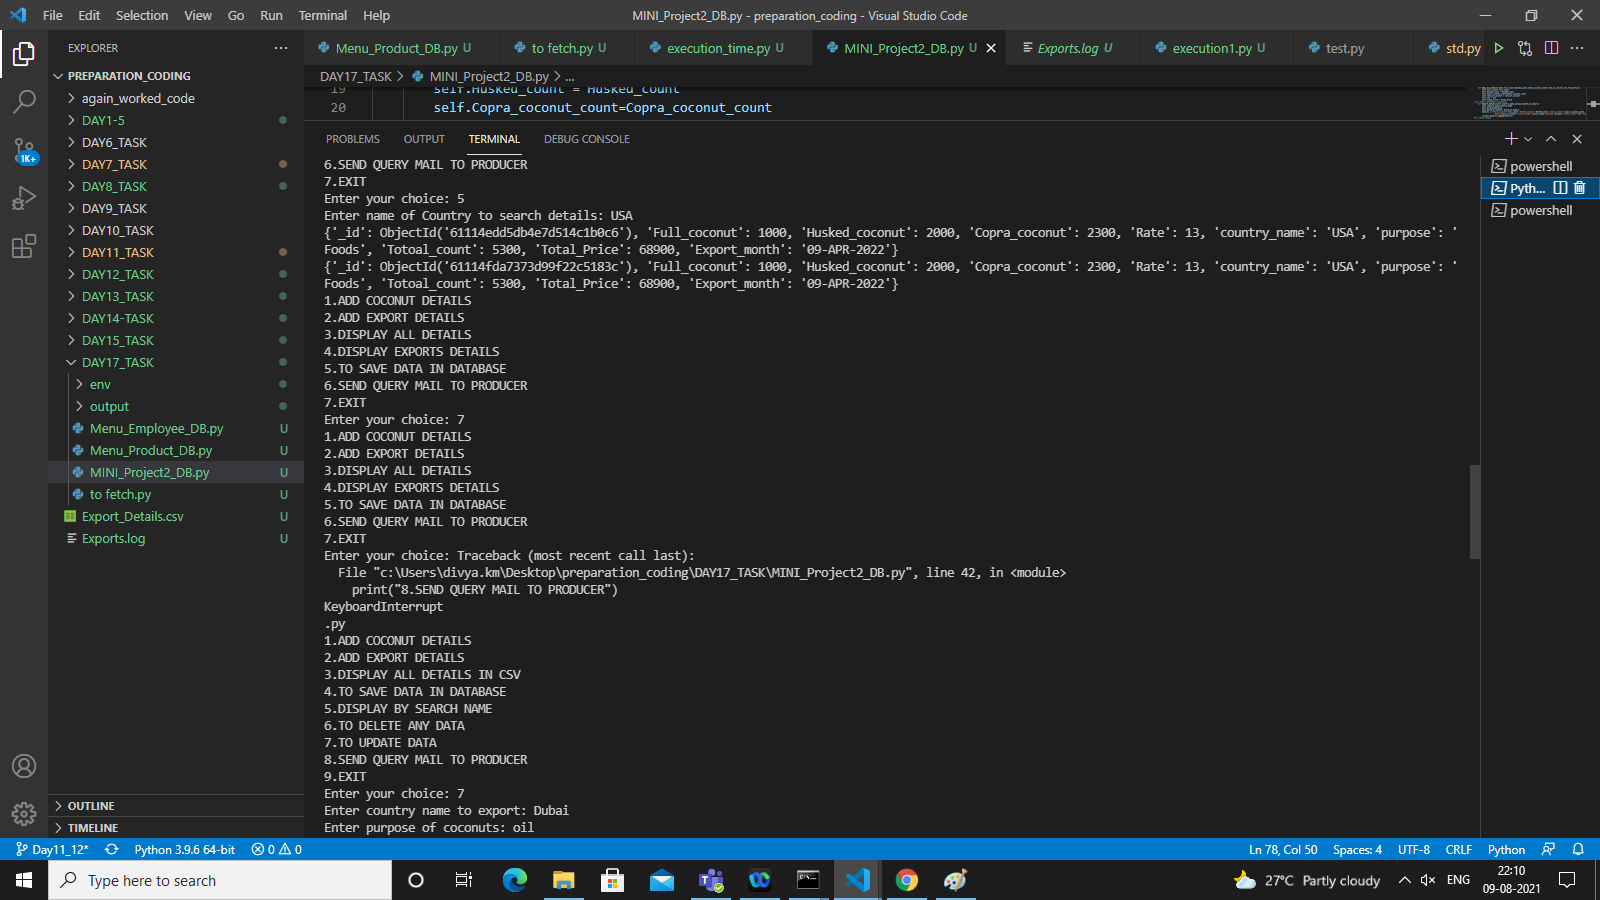 File Edit Selection View Go Run Terminal Help
MINI_Project2_DB.py - preparation_coding - Visual Studio Code
EXPLORER
PREPARATION_CODING
again_worked_code
DAY1-5
DAY6_TASK
DAY7_TASK
DAY8_TASK
DAY9_TASK
DAY10_TASK
DAY11_TASK
DAY12_TASK
DAY13_TASK
DAY14-TASK
DAY15_TASK
DAY17_TASK
env
output
Menu_Employee_DB.py U
Menu_Product_DB.py U
MINI_Project2_DB.py U
to fetch.py U
Export_Details.csv U
Exports.log U
OUTLINE
TIMELINE
1K+
Menu_Product_DB.py U
to fetch.py U
execution_time.py U
MINI_Project2_DB.py U
Exports.log U
execution1.py U
test.py
std.py
DAY17_TASK > MINI_Project2_DB.py > ...
19 self.Husked_count = Husked_count
20 self.Copra_coconut_count=Copra_coconut_count
PROBLEMS OUTPUT TERMINAL DEBUG CONSOLE
6.SEND QUERY MAIL TO PRODUCER
7.EXIT
Enter your choice: 5
Enter name of Country to search details: USA
{'_id': ObjectId('61114edd5db4e7d514c1b0c6'), 'Full_coconut': 1000, 'Husked_coconut': 2000, 'Copra_coconut': 2300, 'Rate': 13, 'country_name': 'USA', 'purpose': '
Foods', 'Totoal_count': 5300, 'Total_Price': 68900, 'Export_month': '09-APR-2022'}
{'_id': ObjectId('61114fda7373d99f22c5183c'), 'Full_coconut': 1000, 'Husked_coconut': 2000, 'Copra_coconut': 2300, 'Rate': 13, 'country_name': 'USA', 'purpose': '
Foods', 'Totoal_count': 5300, 'Total_Price': 68900, 'Export_month': '09-APR-2022'}
1.ADD COCONUT DETAILS
2.ADD EXPORT DETAILS
3.DISPLAY ALL DETAILS
4.DISPLAY EXPORTS DETAILS
5.TO SAVE DATA IN DATABASE
6.SEND QUERY MAIL TO PRODUCER
7.EXIT
Enter your choice: 7
1.ADD COCONUT DETAILS
2.ADD EXPORT DETAILS
3.DISPLAY ALL DETAILS
4.DISPLAY EXPORTS DETAILS
5.TO SAVE DATA IN DATABASE
6.SEND QUERY MAIL TO PRODUCER
7.EXIT
Enter your choice: Traceback (most recent call last):
File "c:\Users\divya.km\Desktop\preparation_coding\DAY17_TASK\MINI_Project2_DB.py", line 42, in <module>
print("8.SEND QUERY MAIL TO PRODUCER")
KeyboardInterrupt
.py
1.ADD COCONUT DETAILS
2.ADD EXPORT DETAILS
3.DISPLAY ALL DETAILS IN CSV
4.TO SAVE DATA IN DATABASE
5.DISPLAY BY SEARCH NAME
6.TO DELETE ANY DATA
7.TO UPDATE DATA
8.SEND QUERY MAIL TO PRODUCER
9.EXIT
Enter your choice: 7
Enter country name to export: Dubai
Enter purpose of coconuts: oil
powershell
Pyth...
powershell
Day11_12* Python 3.9.6 64-bit 0 0 Ln 78, Col 50 Spaces: 4 UTF-8 CRLF Python
Type here to search
27°C Partly cloudy ENG
22:10
09-08-2021